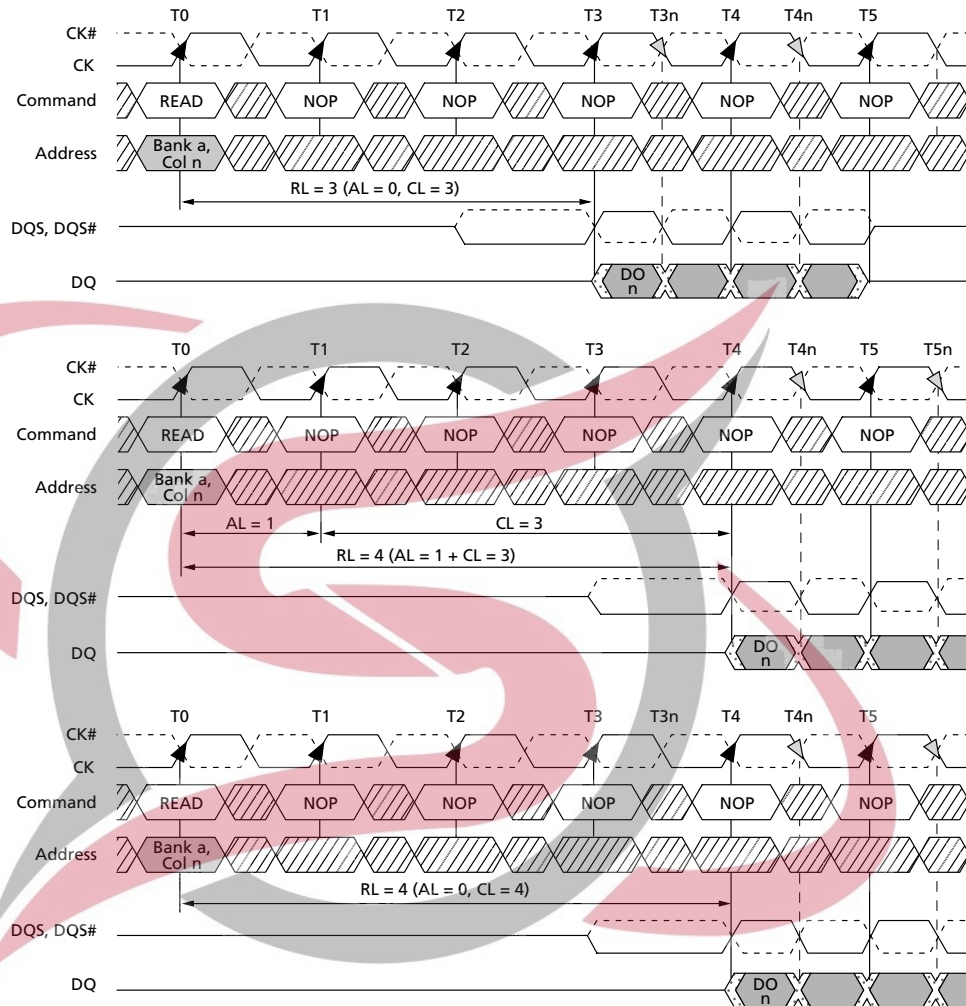 T0 T1 T2 T3 T3n T4 T4n T5
CK#
CK
Command READ NOP NOP NOP NOP NOP
Address Bank a,
Col n
RL = 3 (AL = 0, CL = 3)
DQS, DQS#
DQ DO
n
T0 T1 T2 T3 T4 T4n T5 T5n
CK#
CK
Command READ NOP NOP NOP NOP NOP
Address Bank a,
Col n
AL = 1 CL = 3
RL = 4 (AL = 1 + CL = 3)
DQS, DQS#
DQ DO
n
T0 T1 T2 T3 T3n T4 T4n T5
CK#
CK
Command READ NOP NOP NOP NOP NOP
Address Bank a,
Col n
RL = 4 (AL = 0, CL = 4)
DQS, DQS#
DQ DO
n